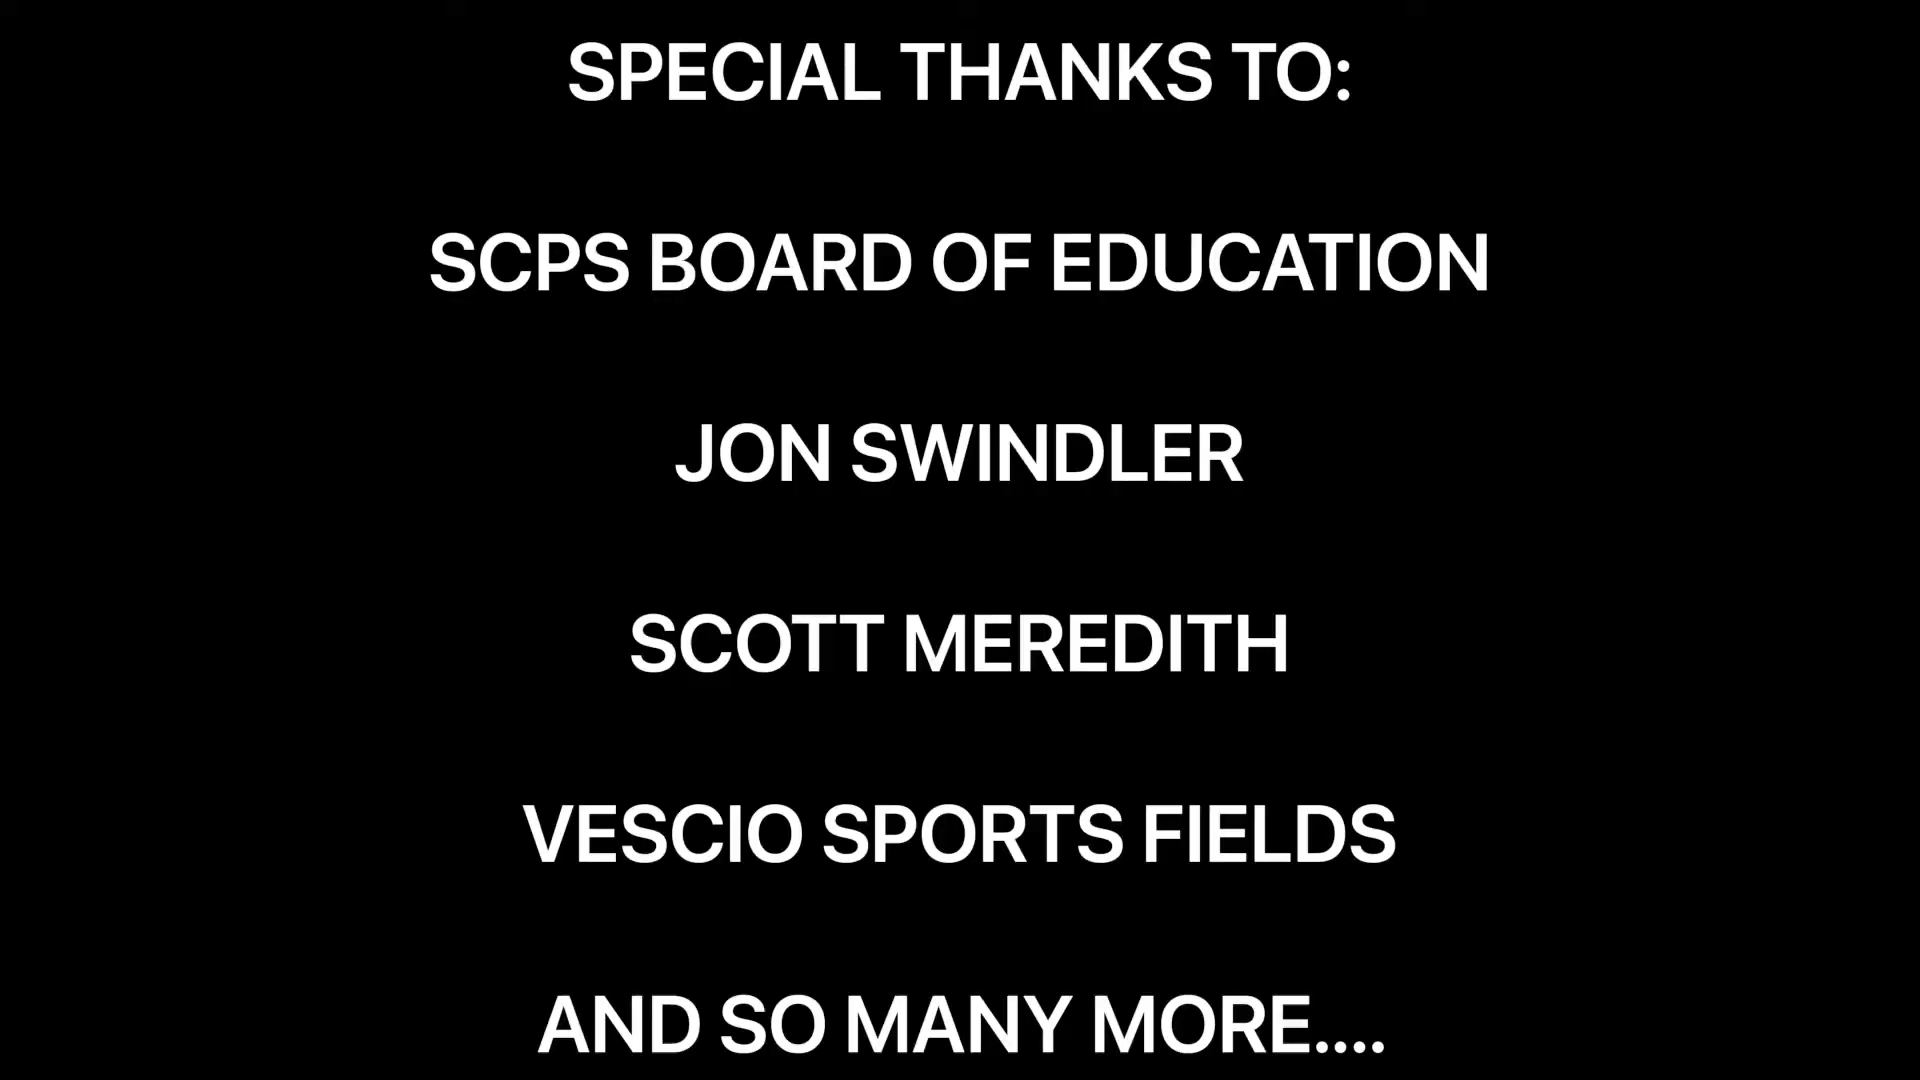 SPECIAL THANKS TO:
SCPS BOARD OF EDUCATION
JON SWINDLER
SCOTT MEREDITH
VESCIO SPORTS FIELDS
AND SO MANY MORE....